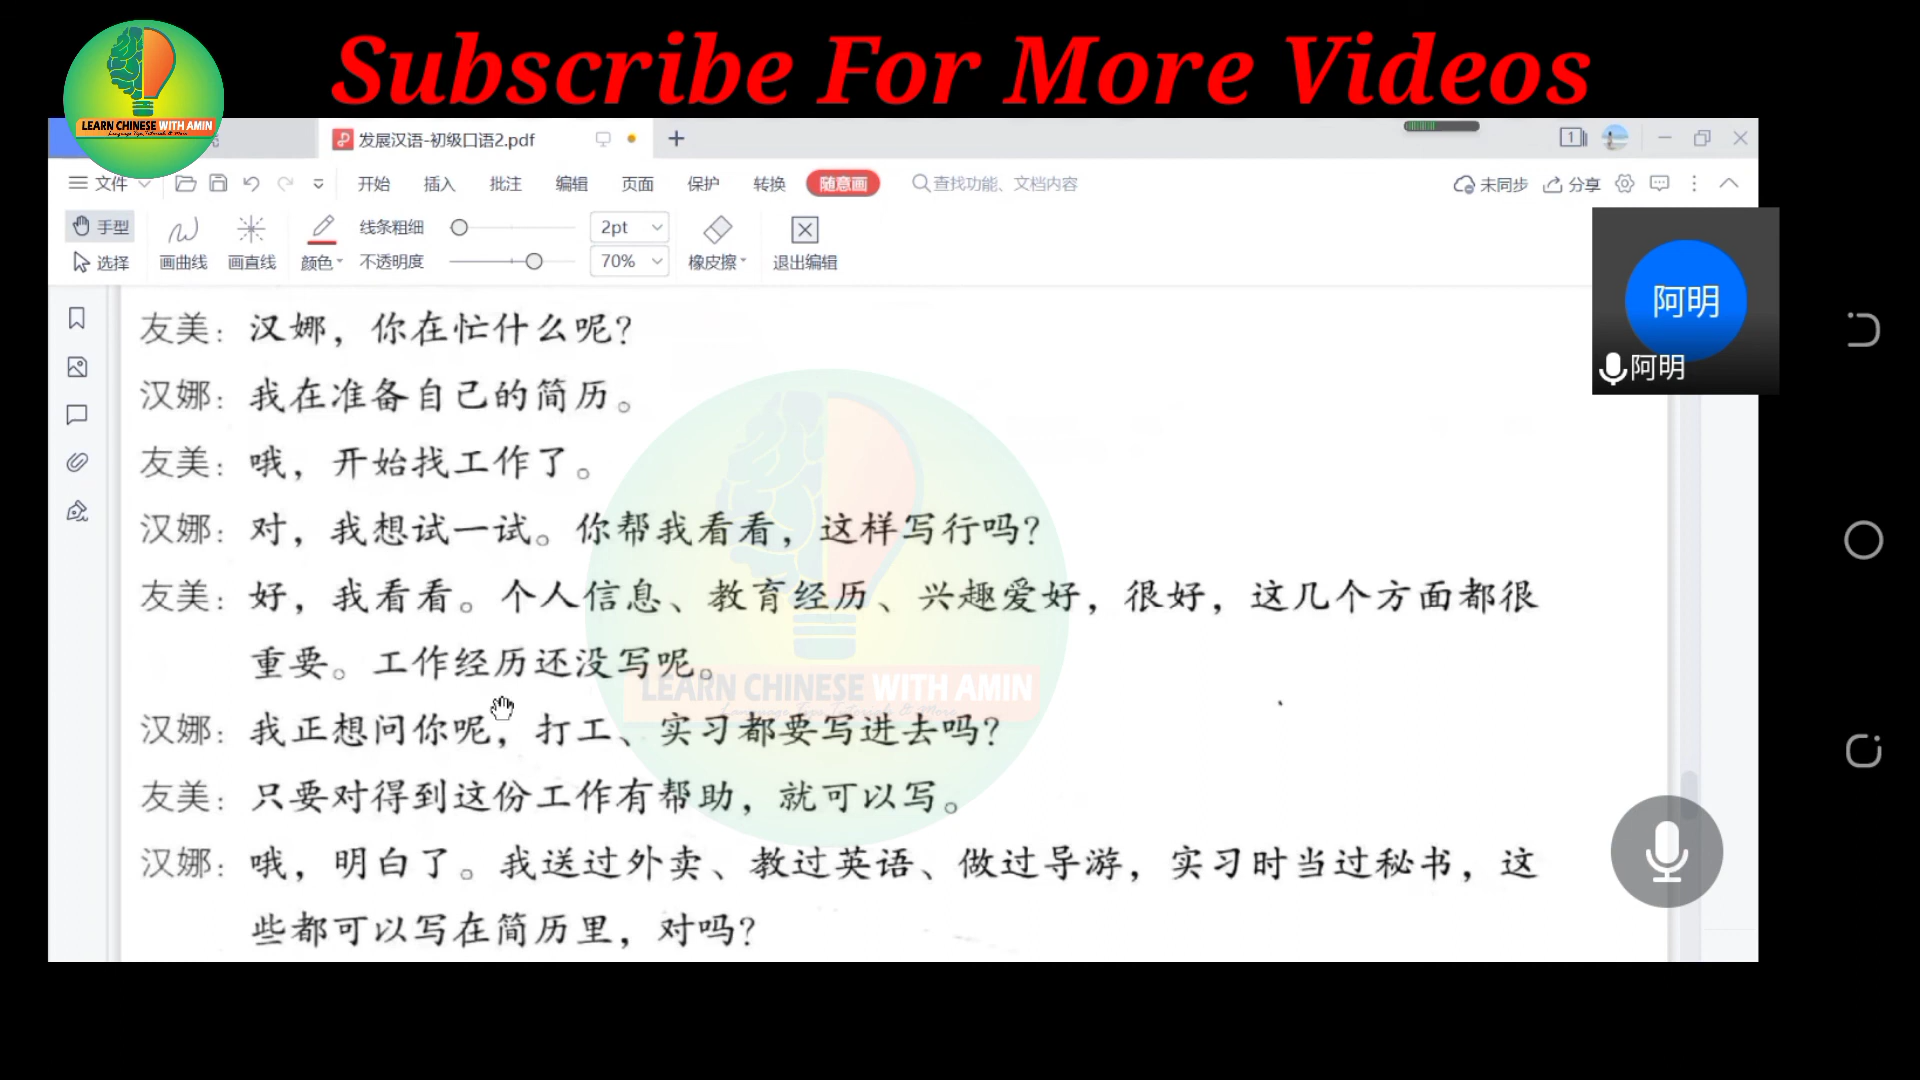 Subscribe For More Videos
LEARN CHINESE WITH AMIN
发展汉语-初级口语2.pdf
文件 开始 插入 批注 编辑 页面 保护 转换 随意画 查找功能、文档内容 未同步 分享
手型 线条粗细 2pt
选择 画曲线 画直线 颜色 不透明度 70% 橡皮擦 退出编辑
阿明
阿明
友美：汉娜，你在忙什么呢？
汉娜：我在准备自己的简历。
友美：哦，开始找工作了。
汉娜：对，我想试一试。你帮我看看，这样写行吗？
友美：好，我看看。个人信息、教育经历、兴趣爱好，很好，这几个方面都很
重要。工作经历还没写呢。
LEARN CHINESE WITH AMIN
汉娜：我正想问你呢，打工、实习都要写进去吗？
友美：只要对得到这份工作有帮助，就可以写。
汉娜：哦，明白了。我送过外卖、教过英语、做过导游，实习时当过秘书，这
些都可以写在简历里，对吗？